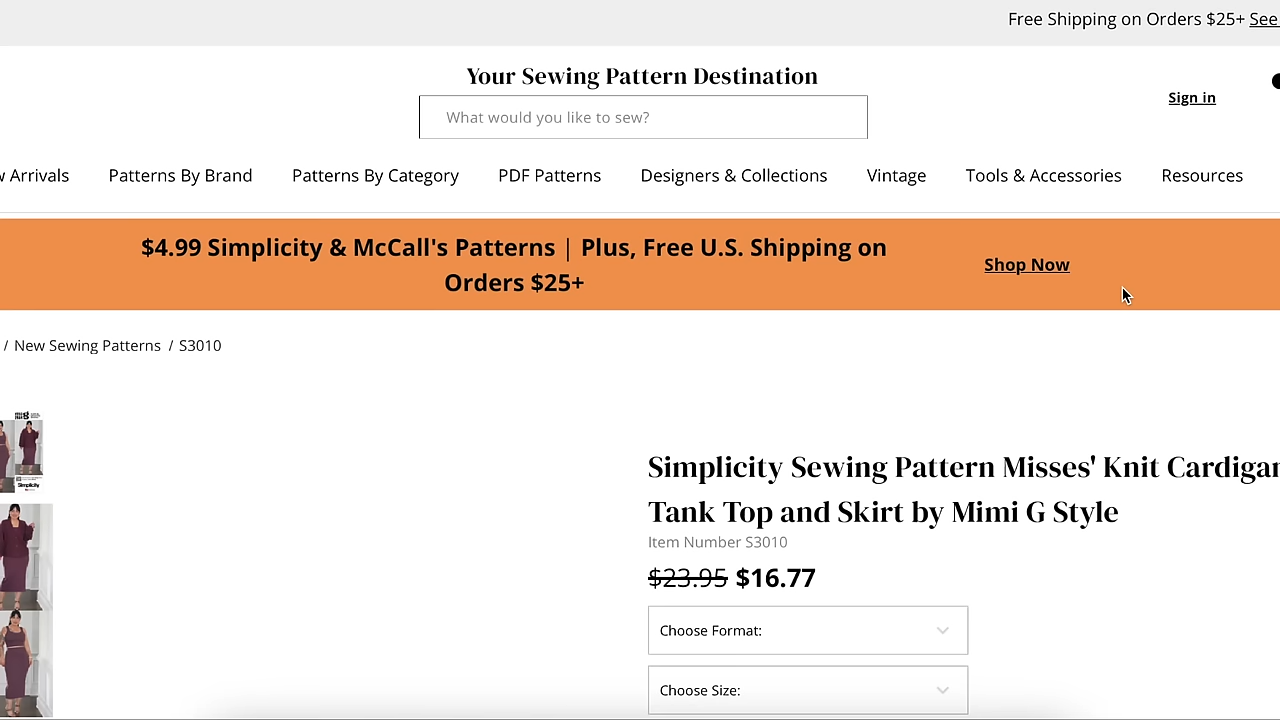 Free Shipping on Orders $25+ See
Your Sewing Pattern Destination
What would you like to sew?
Sign in
w Arrivals Patterns By Brand Patterns By Category PDF Patterns Designers & Collections Vintage Tools & Accessories Resources
$4.99 Simplicity & McCall's Patterns | Plus, Free U.S. Shipping on
Orders $25+
Shop Now
/ New Sewing Patterns / S3010
Simplicity
Simplicity Sewing Pattern Misses' Knit Cardigan
Tank Top and Skirt by Mimi G Style
Item Number S3010
$23.95 $16.77
Choose Format:
Choose Size: